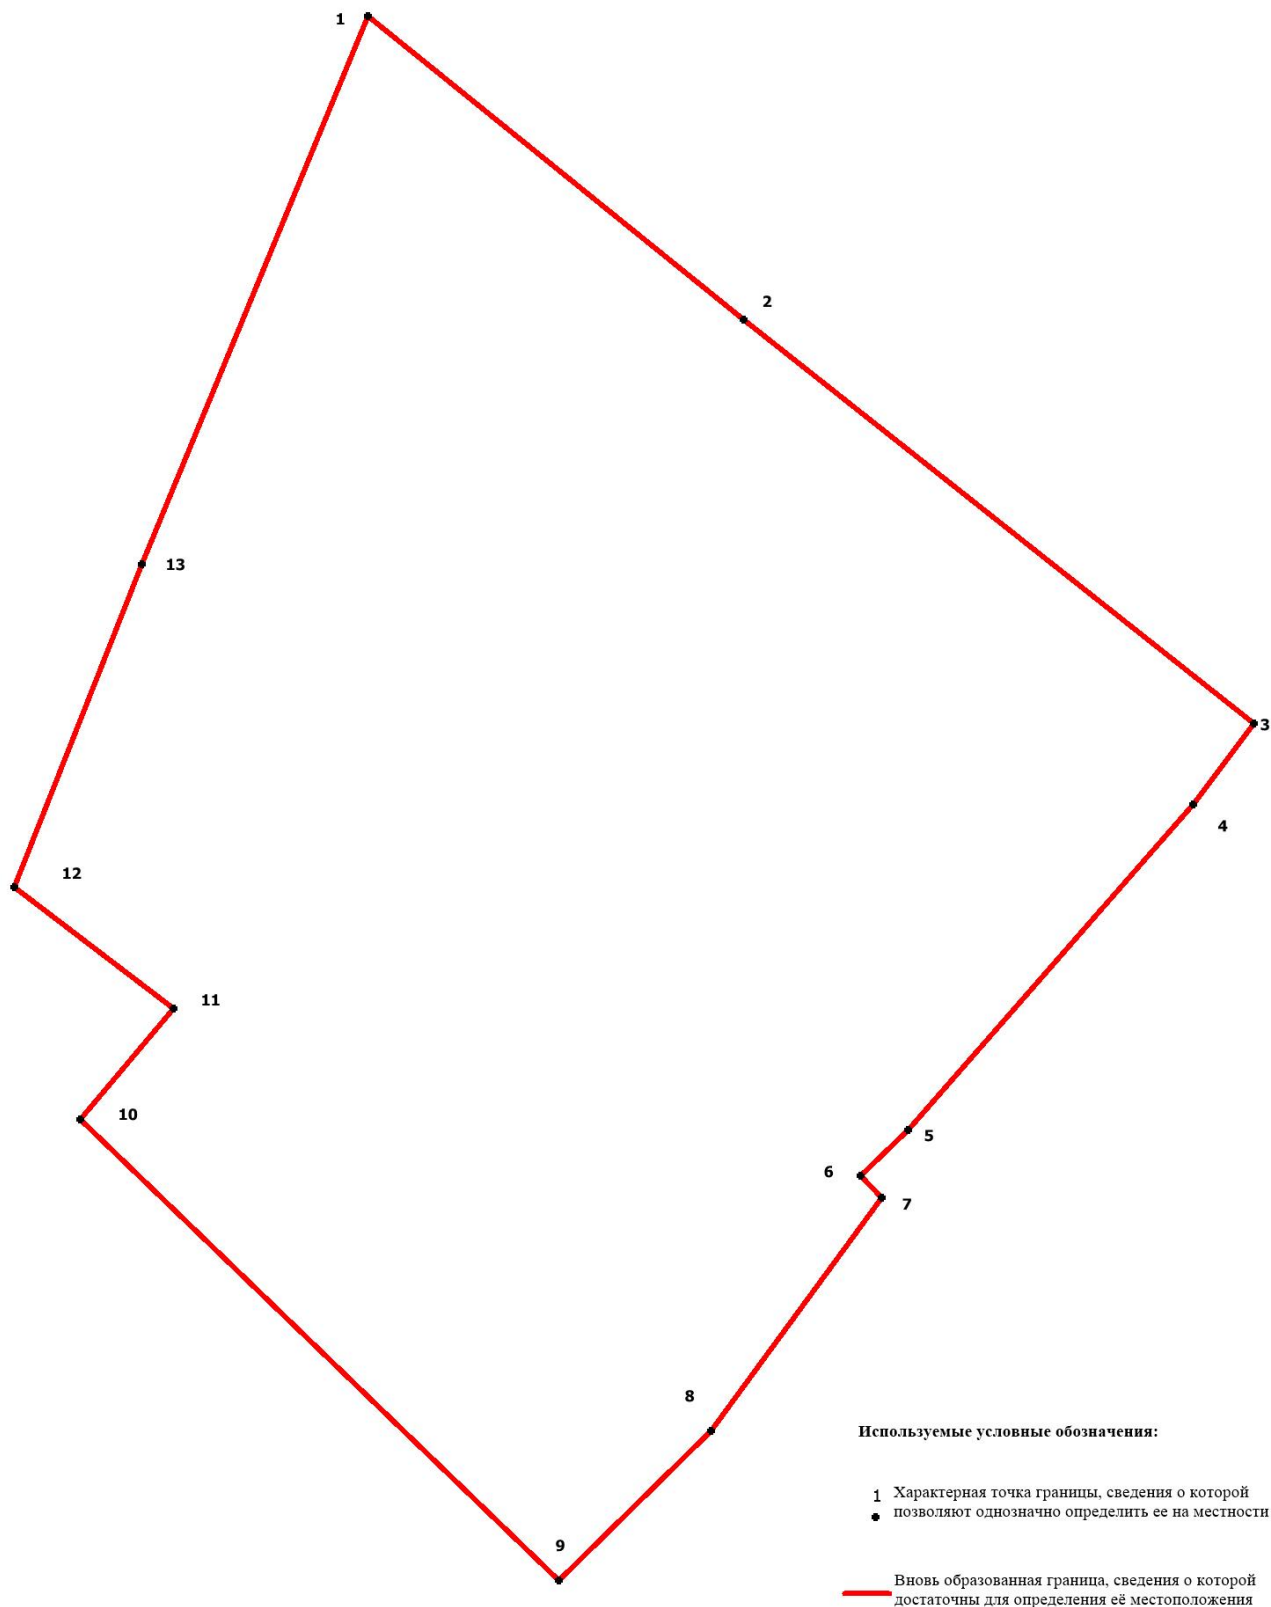 1
2
13
3
4
12
11
10
5
6
7
8
Используемые условные обозначения:
1 Характерная точка границы, сведения о которой
позволяют однозначно определить ее на местности
9
Вновь образованная граница, сведения о которой
достаточны для определения её местоположения